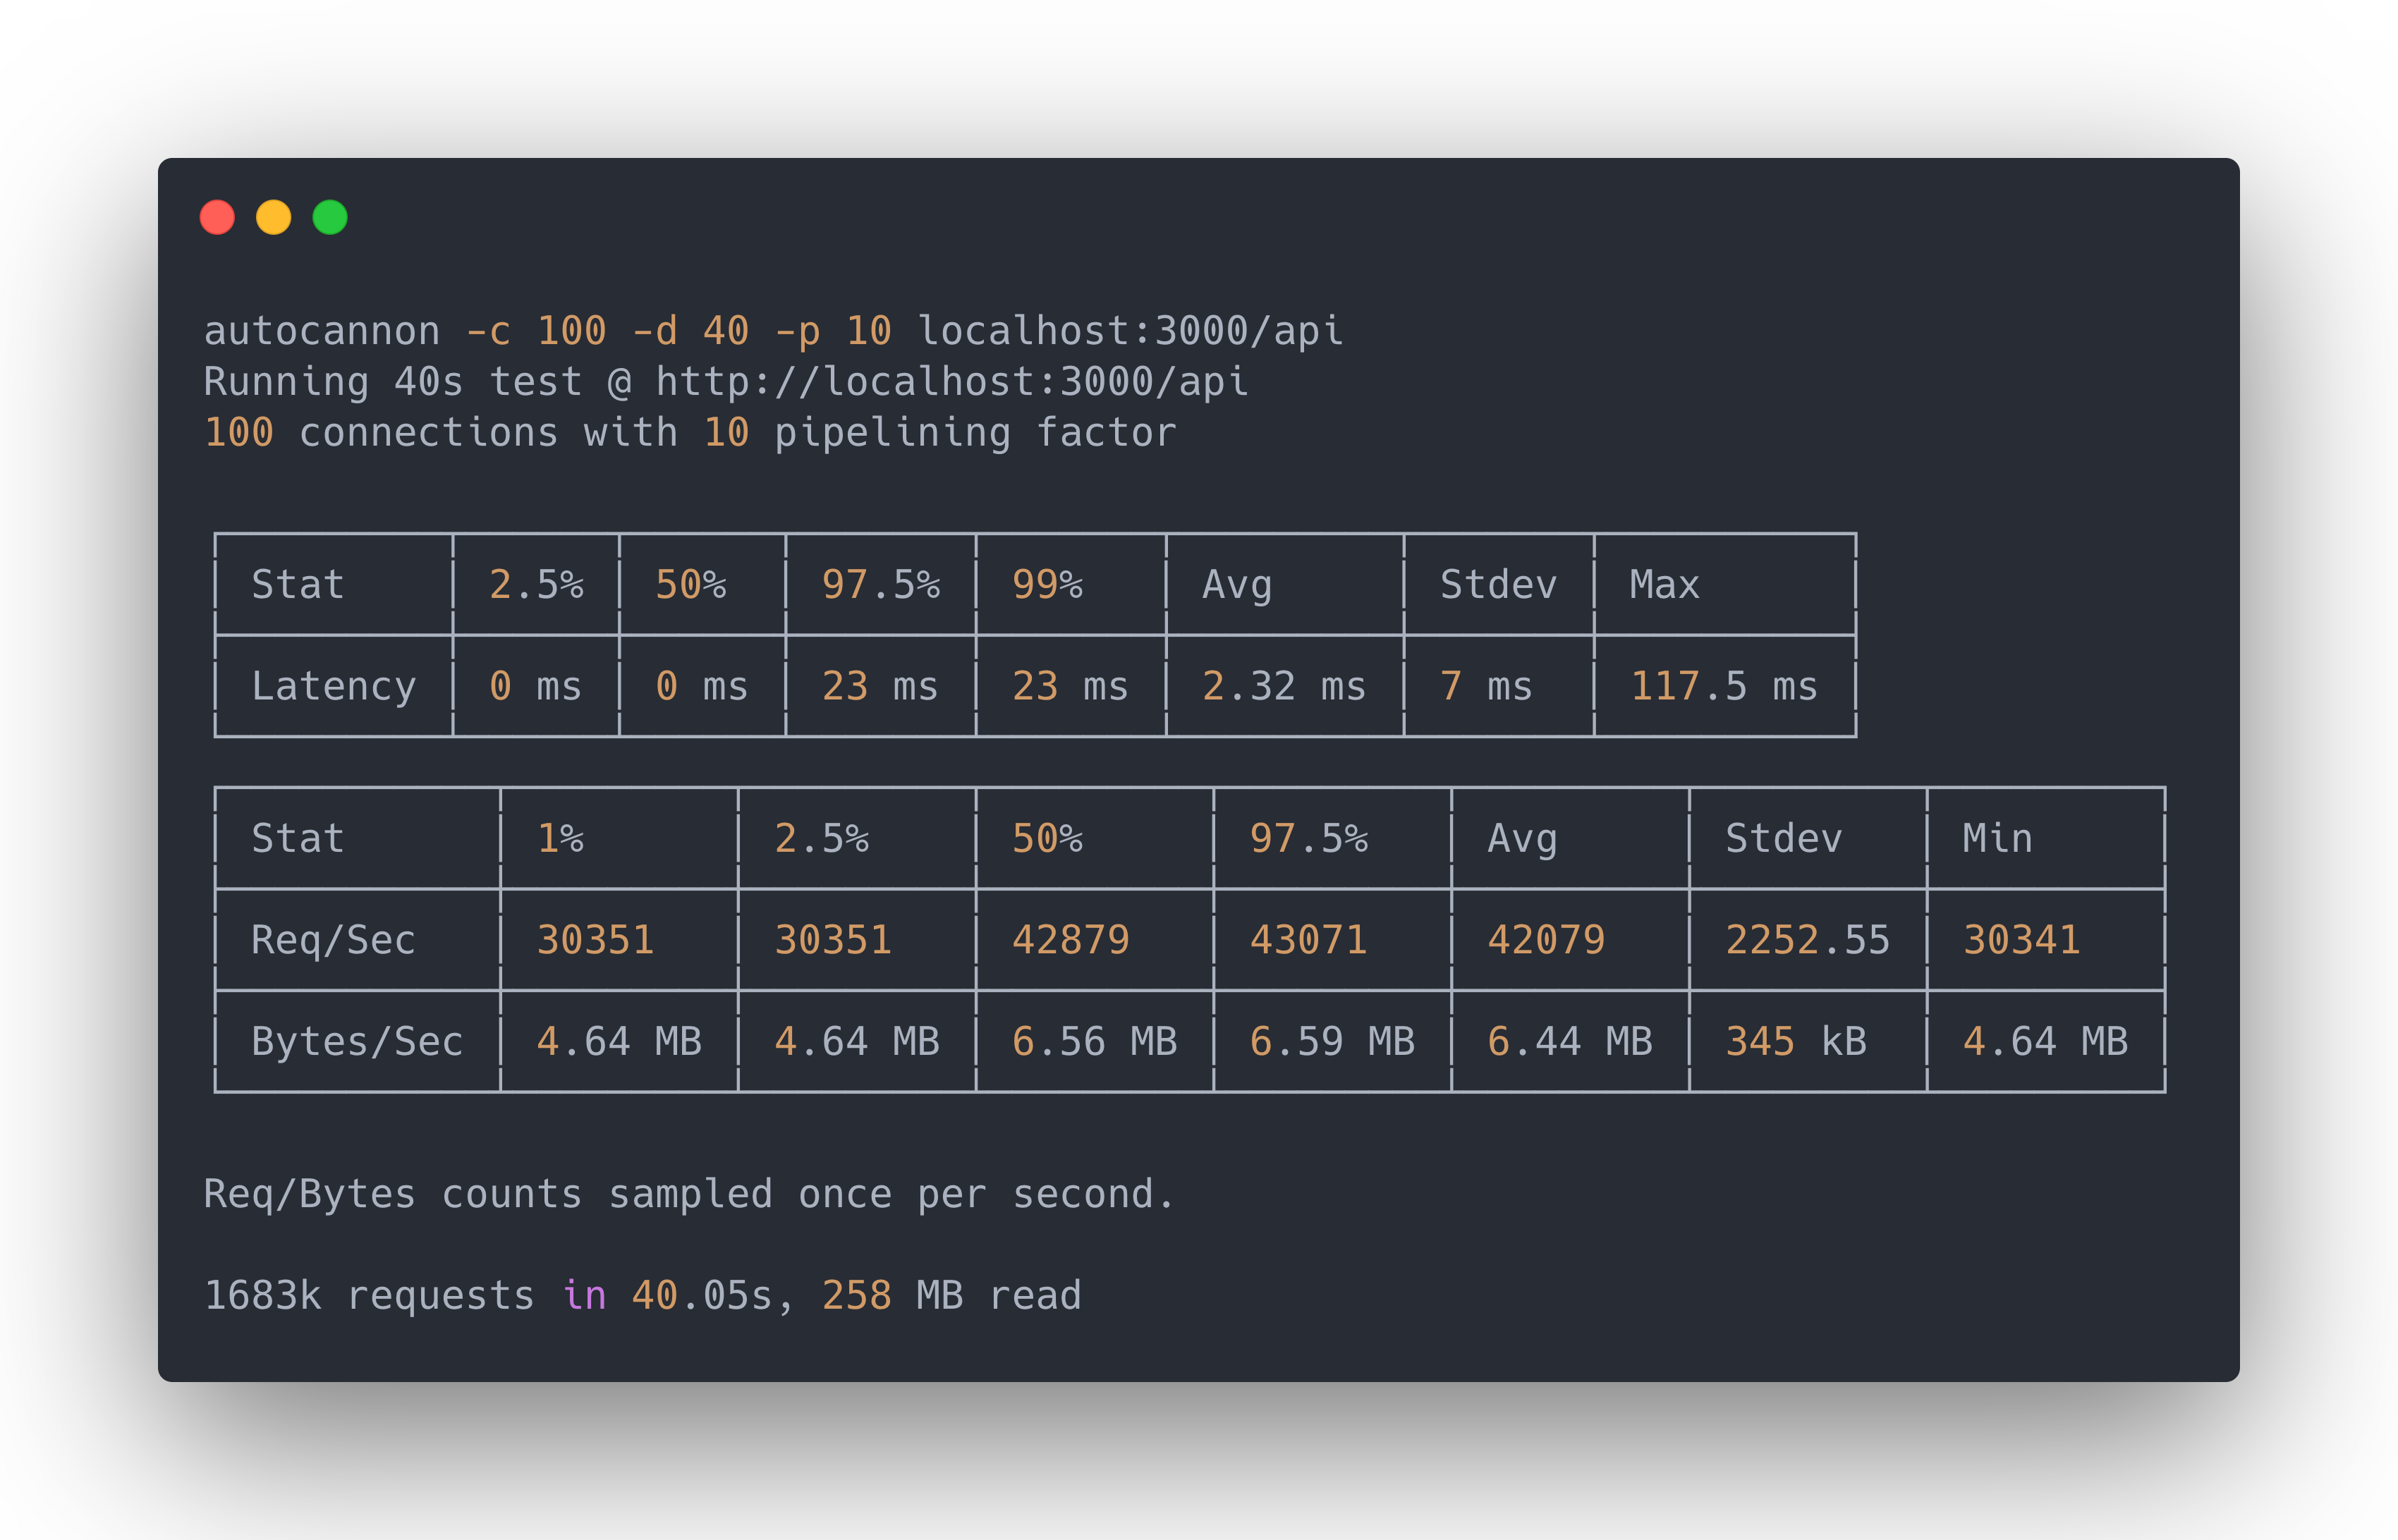 autocannon -c 100 -d 40 -p 10 localhost:3000/api
Running 40s test @ http://localhost:3000/api
100 connections with 10 pipelining factor
Stat 2.5% 50% 97.5% 99% Avg Stdev Max
Latency 0 ms 0 ms 23 ms 23 ms 2.32 ms 7 ms 117.5 ms
Stat 1% 2.5% 50% 97.5% Avg Stdev Min
Req/Sec 30351 30351 42879 43071 42079 2252.55 30341
Bytes/Sec 4.64 MB 4.64 MB 6.56 MB 6.59 MB 6.44 MB 345 kB 4.64 MB
Req/Bytes counts sampled once per second.
1683k requests in 40.05s, 258 MB read